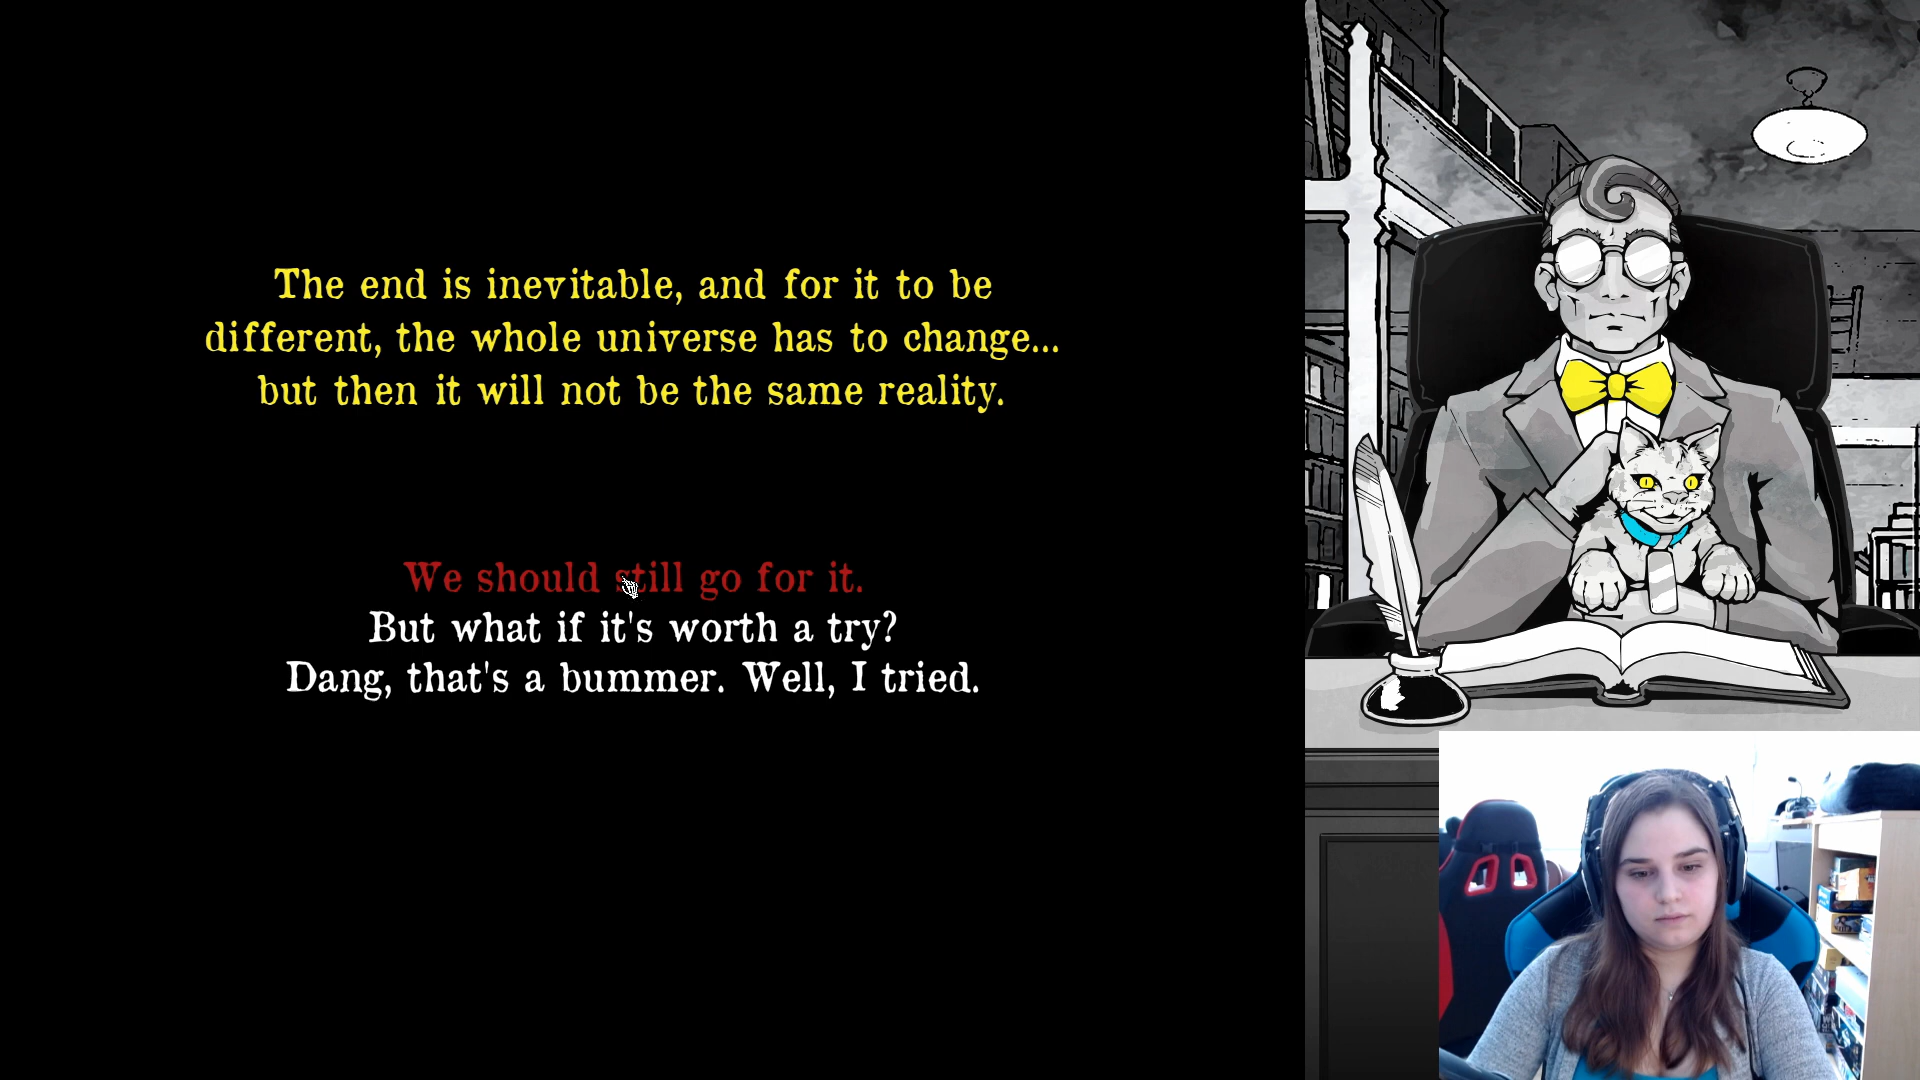 The end is inevitable, and for it to be
different, the whole universe has to change...
but then it will not be the same reality.
We should still go for it.
But what if it's worth a try?
Dang, that's a bummer. Well, I tried.